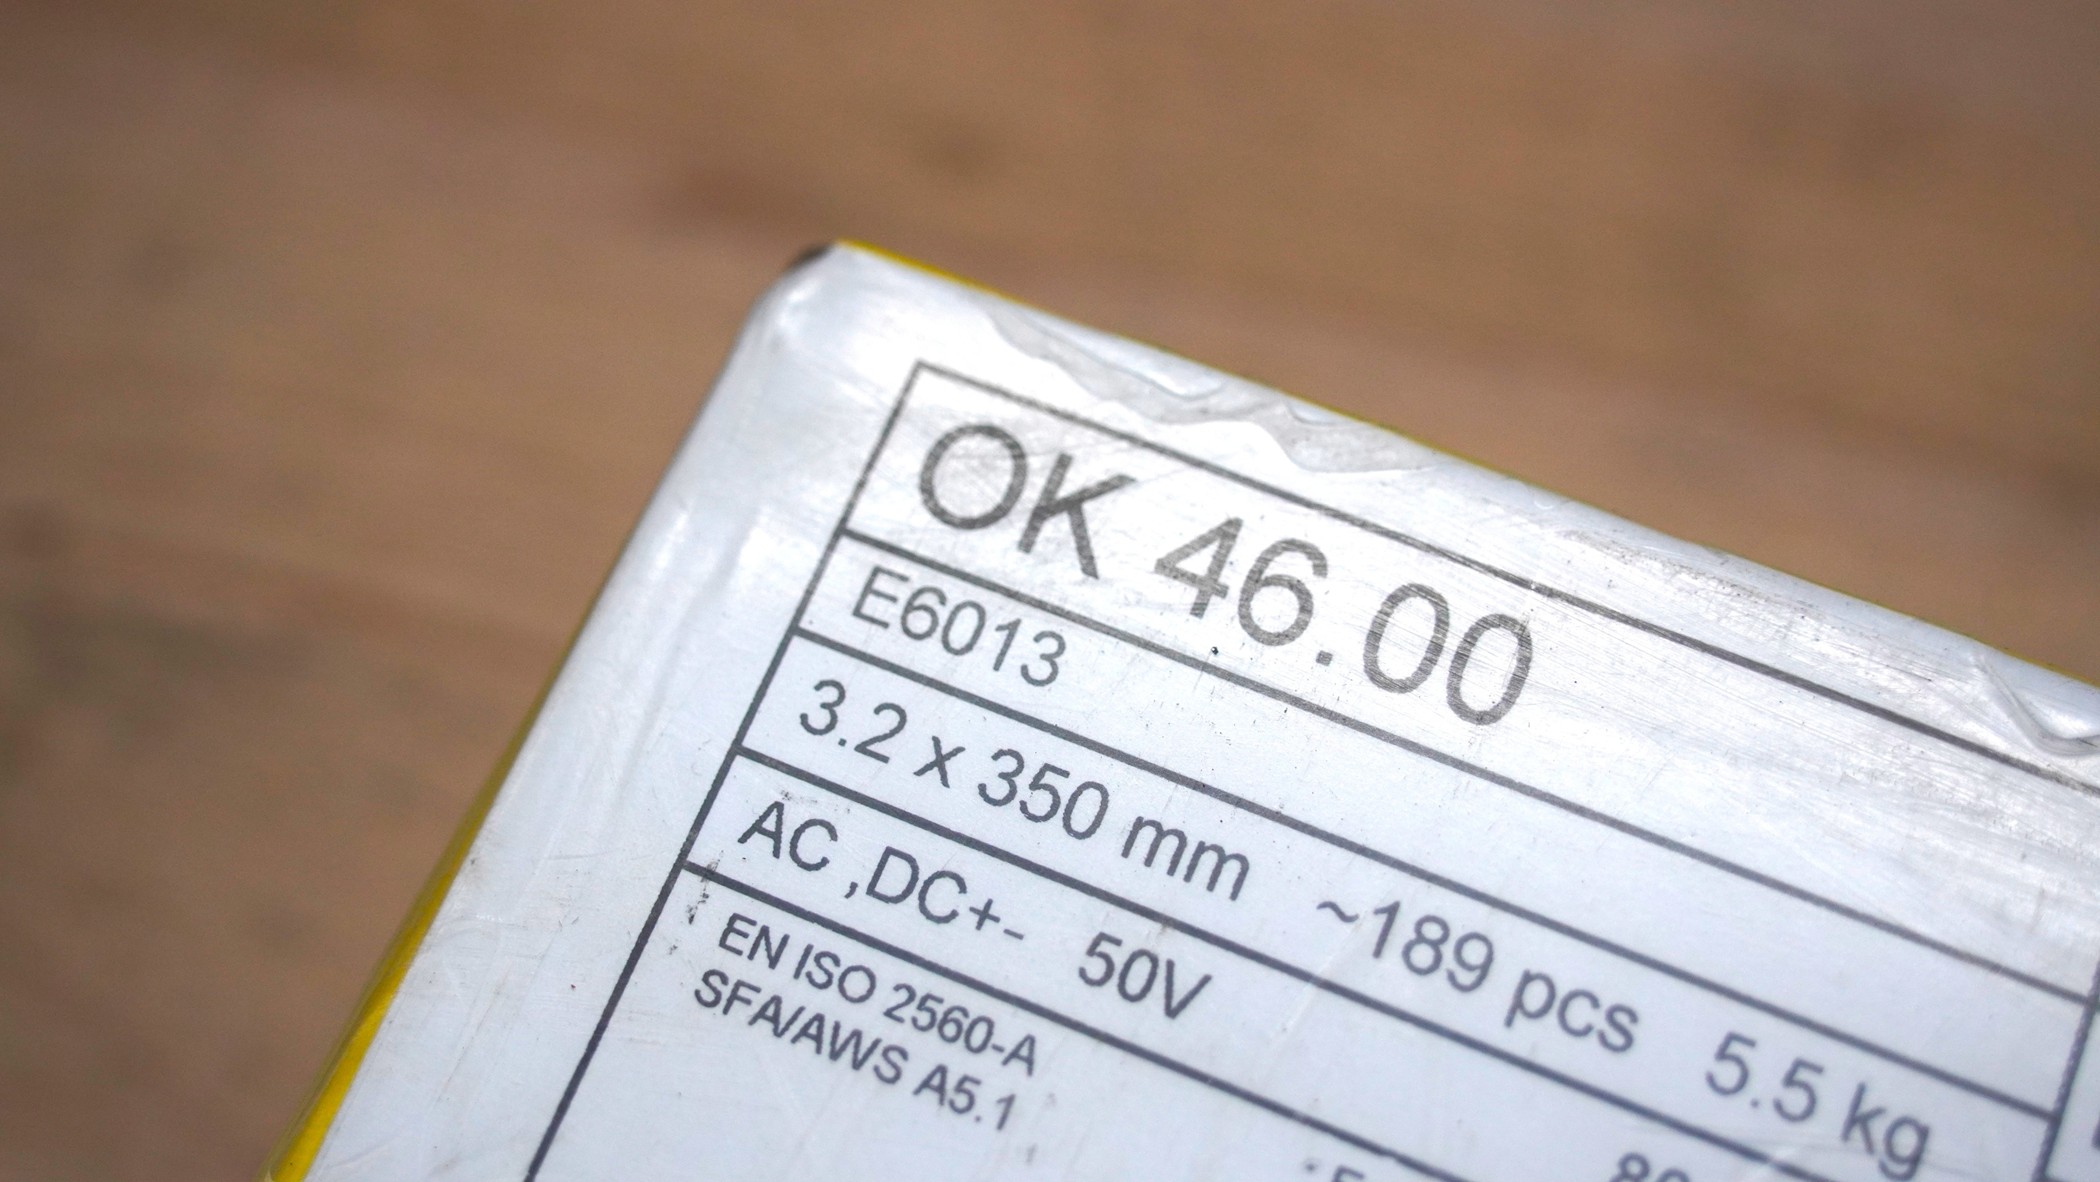 OK 46.00
E6013
3.2 x 350 mm ~189 pcs 5.5 kg
AC ,DC+- 50V
EN ISO 2560-A
SFA/AWS A5.1